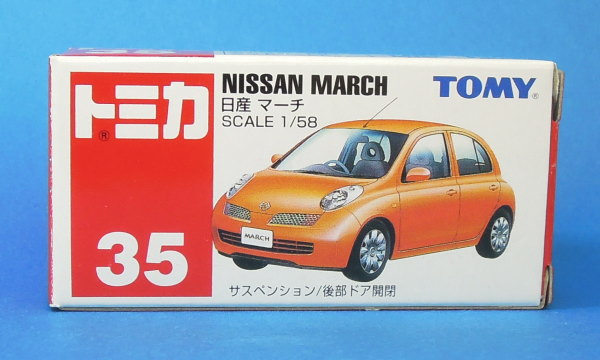 トミカ
®
35
NISSAN MARCH
日産 マーチ
SCALE 1/58
TOMY®
MARCH
サスペンション/後部ドア開閉